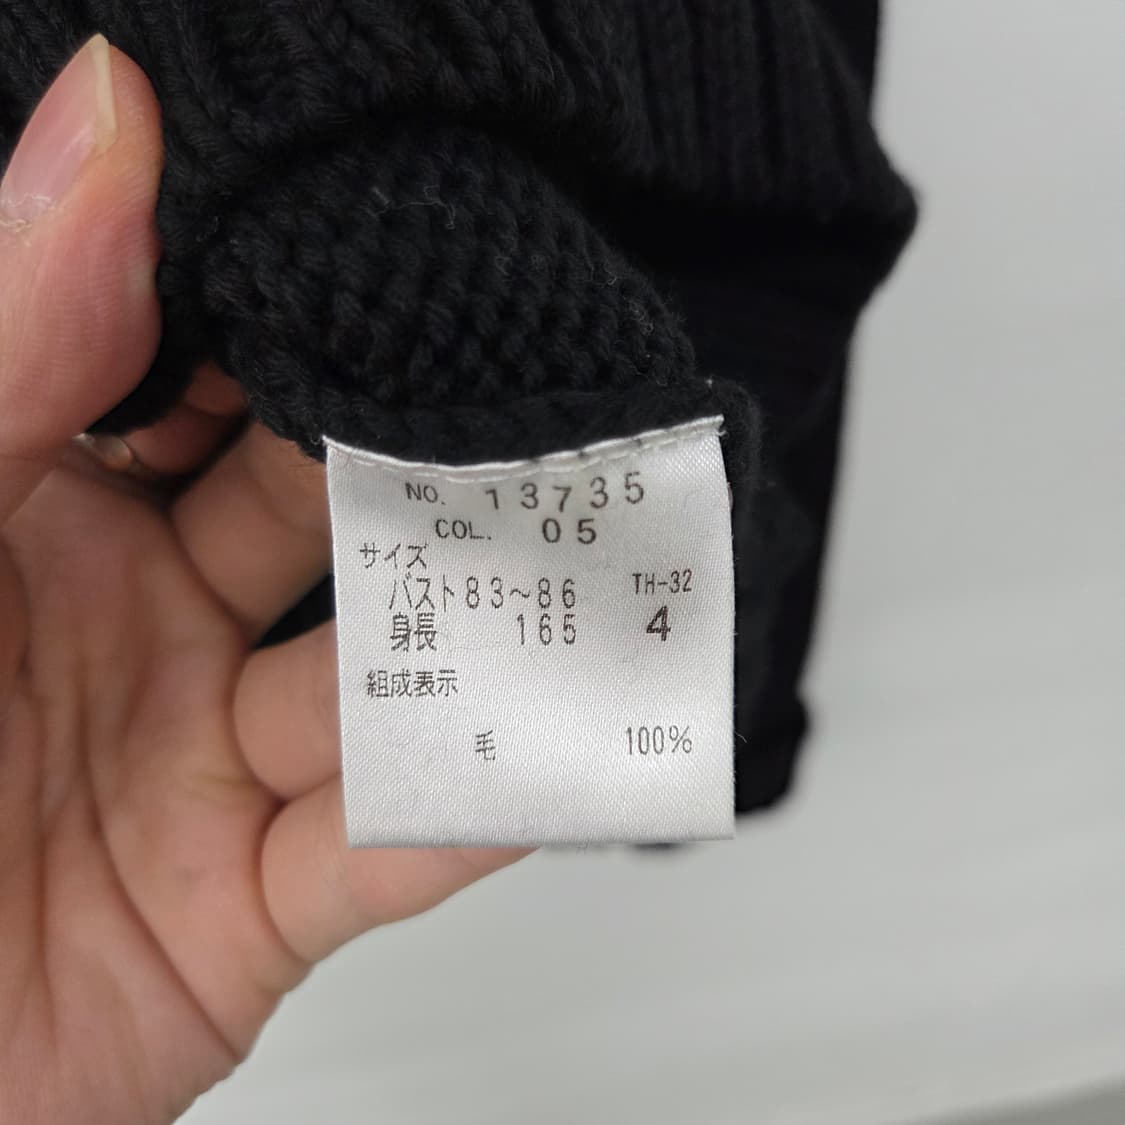 NO. 13735
COL. 05
サイズ
バスト83~86 TH-32
身長 165 4
組成表示
毛 100%